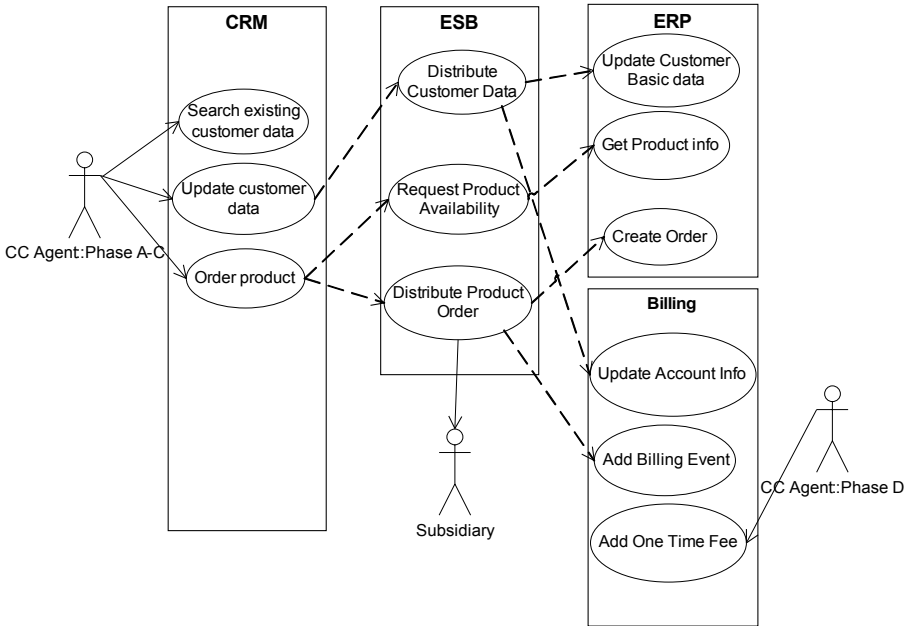 CRM
ESB
ERP
Search existing
customer data
Update customer
data
Order product
CC Agent::Phase A-C
Distribute
Customer Data
Request Product
Availability
Distribute Product
Order
Subsidiary
Update Customer
Basic data
Get Product info
Create Order
Billing
Update Account Info
Add Billing Event
Add One Time Fee
CC Agent::Phase D